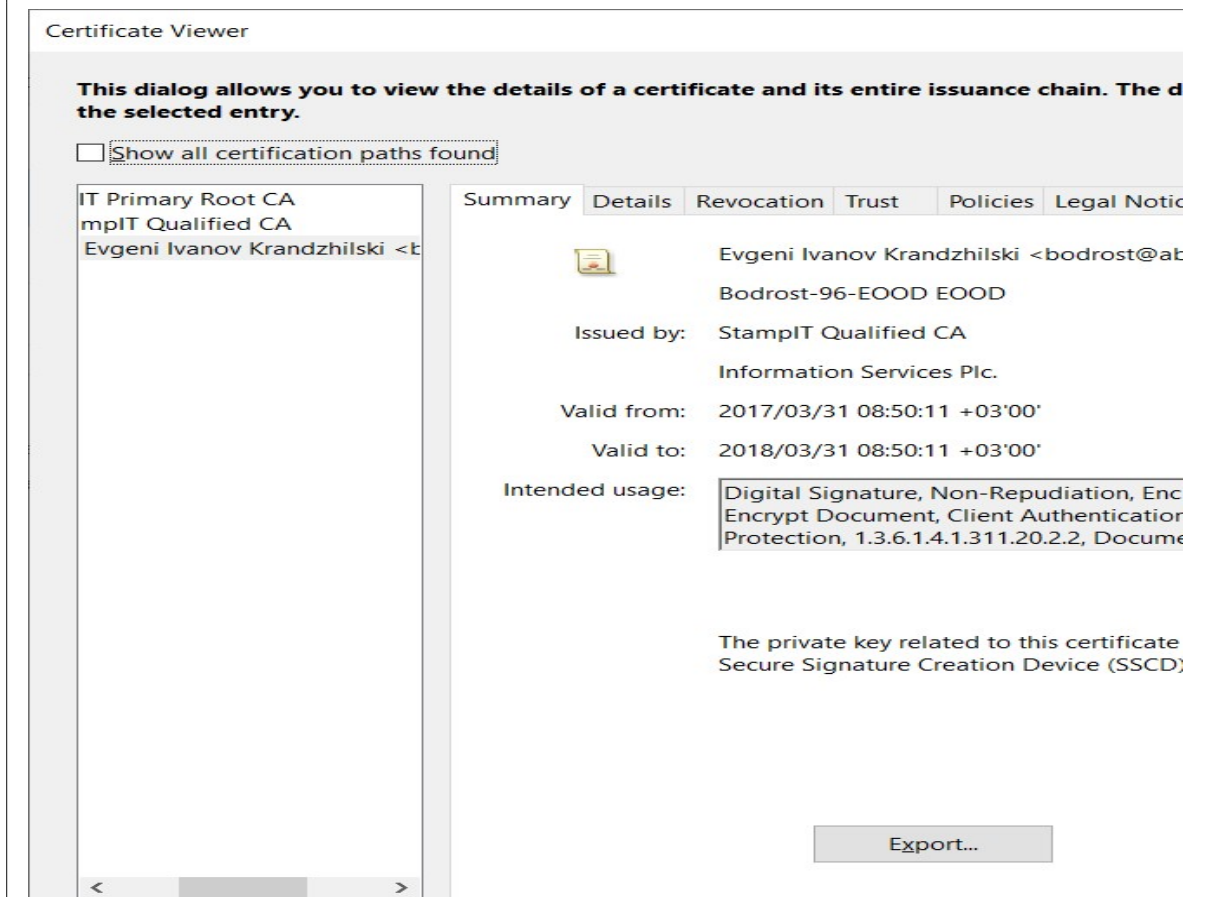 Certificate Viewer
This dialog allows you to view the details of a certificate and its entire issuance chain. The d
the selected entry.
Show all certification paths found
IT Primary Root CA
mpIT Qualified CA
Evgeni Ivanov Krandzhilski <b
Summary Details Revocation Trust Policies Legal Notic
Evgeni Ivanov Krandzhilski <bodrost@ab
Bodrost-96-EOOD EOOD
Issued by: StampIT Qualified CA
Information Services Plc.
Valid from: 2017/03/31 08:50:11 +03'00'
Valid to: 2018/03/31 08:50:11 +03'00'
Intended usage: Digital Signature, Non-Repudiation, Enc
Encrypt Document, Client Authentication
Protection, 1.3.6.1.4.1.311.20.2.2, Docume
The private key related to this certificate
Secure Signature Creation Device (SSCD)
Export...